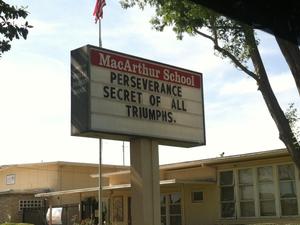 MacArthur School
PERSEVERANCE
SECRET OF ALL
TRIUMPHS.